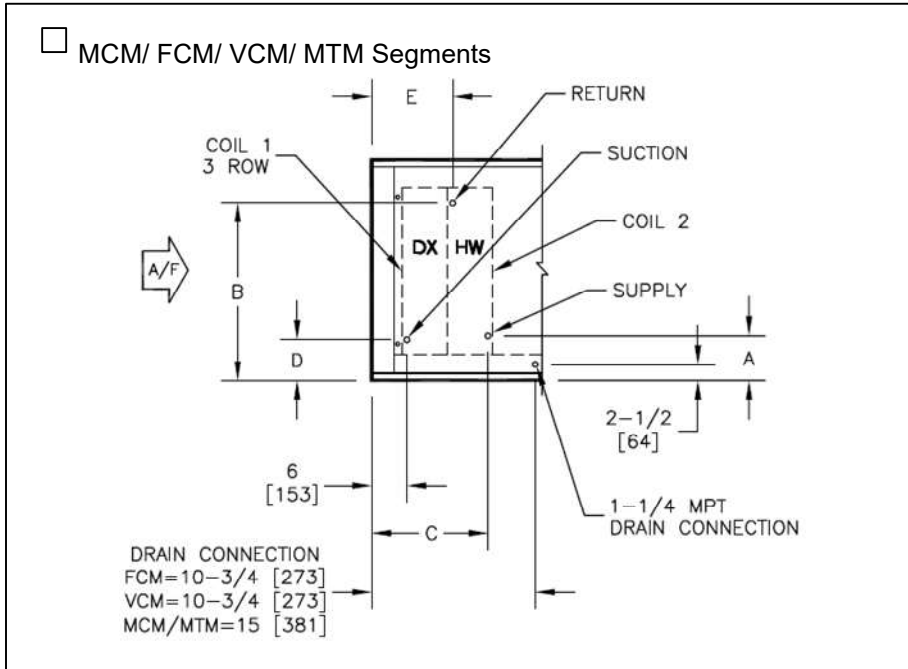 MCM/ FCM/ VCM/ MTM Segments
E
RETURN
COIL 1
3 ROW
SUCTION
DX
HW
COIL 2
A/F
B
SUPPLY
D
A
2-1/2
[64]
6
[153]
C
1-1/4 MPT
DRAIN CONNECTION
DRAIN CONNECTION
FCM=10-3/4 [273]
VCM=10-3/4 [273]
MCM/MTM=15 [381]